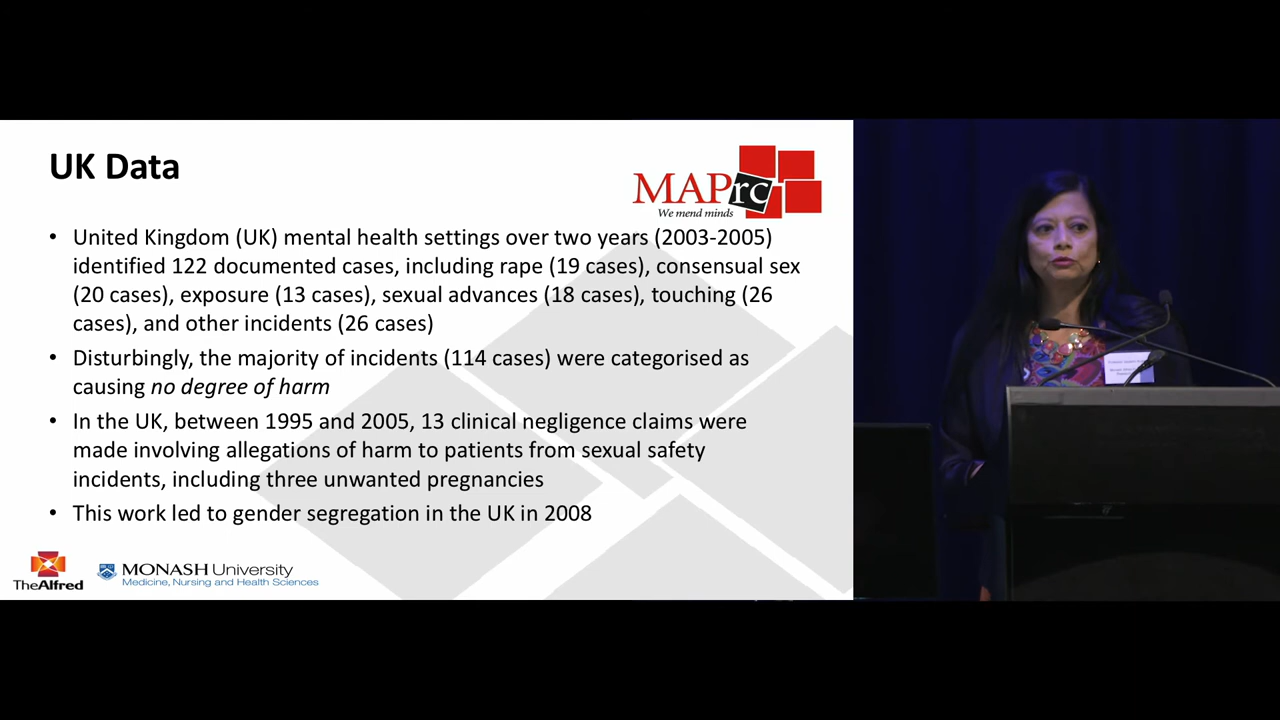 UK Data
MAPrc
We mend minds
• United Kingdom (UK) mental health settings over two years (2003-2005)
identified 122 documented cases, including rape (19 cases), consensual sex
(20 cases), exposure (13 cases), sexual advances (18 cases), touching (26
cases), and other incidents (26 cases)
• Disturbingly, the majority of incidents (114 cases) were categorised as
causing no degree of harm
• In the UK, between 1995 and 2005, 13 clinical negligence claims were
made involving allegations of harm to patients from sexual safety
incidents, including three unwanted pregnancies
• This work led to gender segregation in the UK in 2008
TheAlfred
MONASH University
Medicine, Nursing and Health Sciences